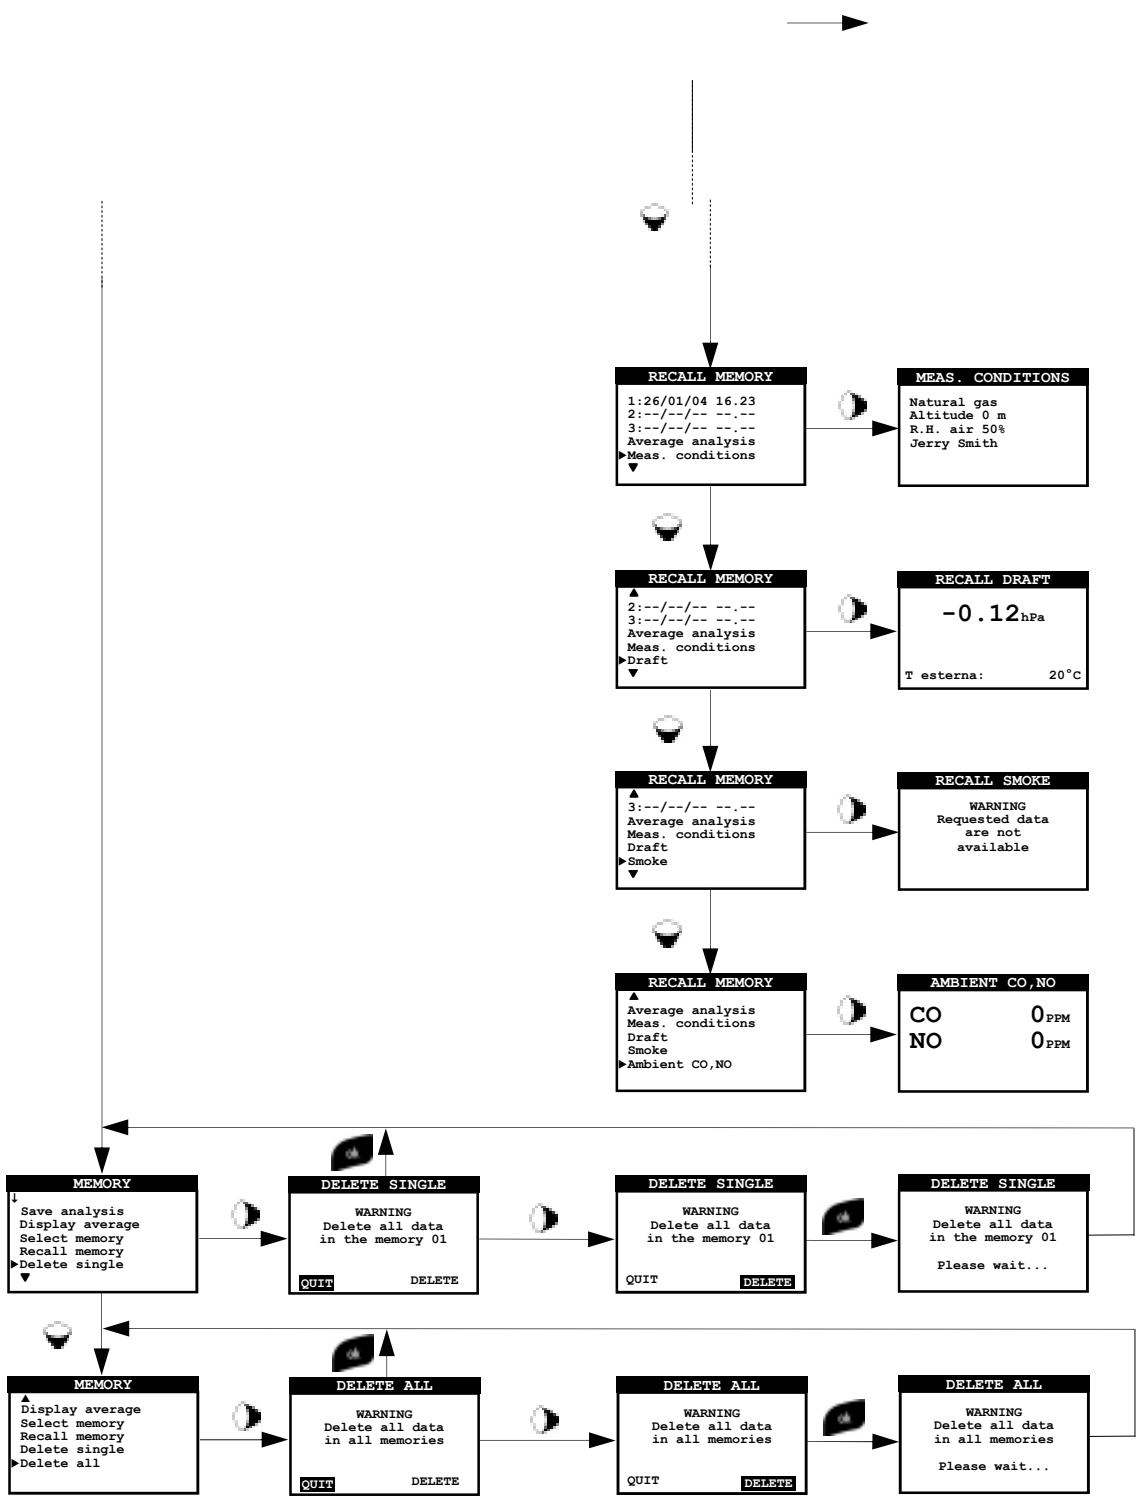 RECALL MEMORY
1:26/01/04 16.23
2:--/--/-- --.--
3:--/--/-- --.--
Average analysis
Meas. conditions
MEAS. CONDITIONS
Natural gas
Altitude 0 m
R.H. air 50%
Jerry Smith
RECALL MEMORY
2:--/--/-- --.--
3:--/--/-- --.--
Average analysis
Meas. conditions
Draft
RECALL DRAFT
-0.12hPa
T esterna: 20°C
RECALL MEMORY
3:--/--/-- --.--
Average analysis
Meas. conditions
Draft
Smoke
RECALL SMOKE
WARNING
Requested data
are not
available
RECALL MEMORY
Average analysis
Meas. conditions
Draft
Smoke
Ambient CO,NO
AMBIENT CO,NO
CO 0PPM
NO 0PPM
ok
MEMORY
Save analysis
Display average
Select memory
Recall memory
Delete single
DELETE SINGLE
WARNING
Delete all data
in the memory 01
QUIT DELETE
DELETE SINGLE
WARNING
Delete all data
in the memory 01
QUIT DELETE
ok
DELETE SINGLE
WARNING
Delete all data
in the memory 01
Please wait...
ok
MEMORY
Display average
Select memory
Recall memory
Delete single
Delete all
DELETE ALL
WARNING
Delete all data
in all memories
QUIT DELETE
DELETE ALL
WARNING
Delete all data
in all memories
QUIT DELETE
ok
DELETE ALL
WARNING
Delete all data
in all memories
Please wait...